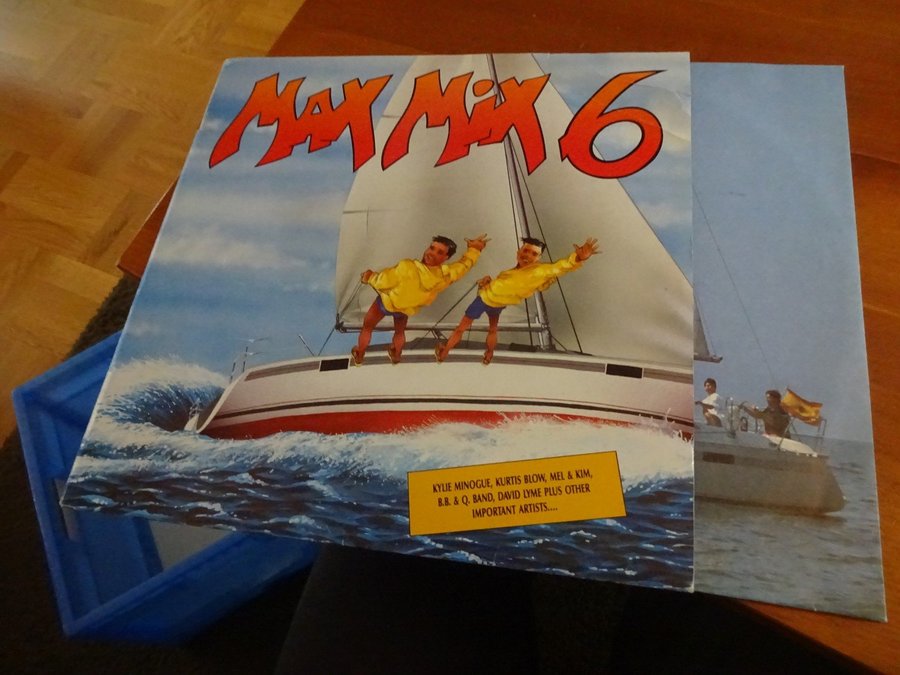 MAX MIX 6
KYLIE MINOGUE, KURTIS BLOW, MEL & KIM,
B.B. & Q. BAND, DAVID LYME PLUS OTHER
IMPORTANT ARTISTS....